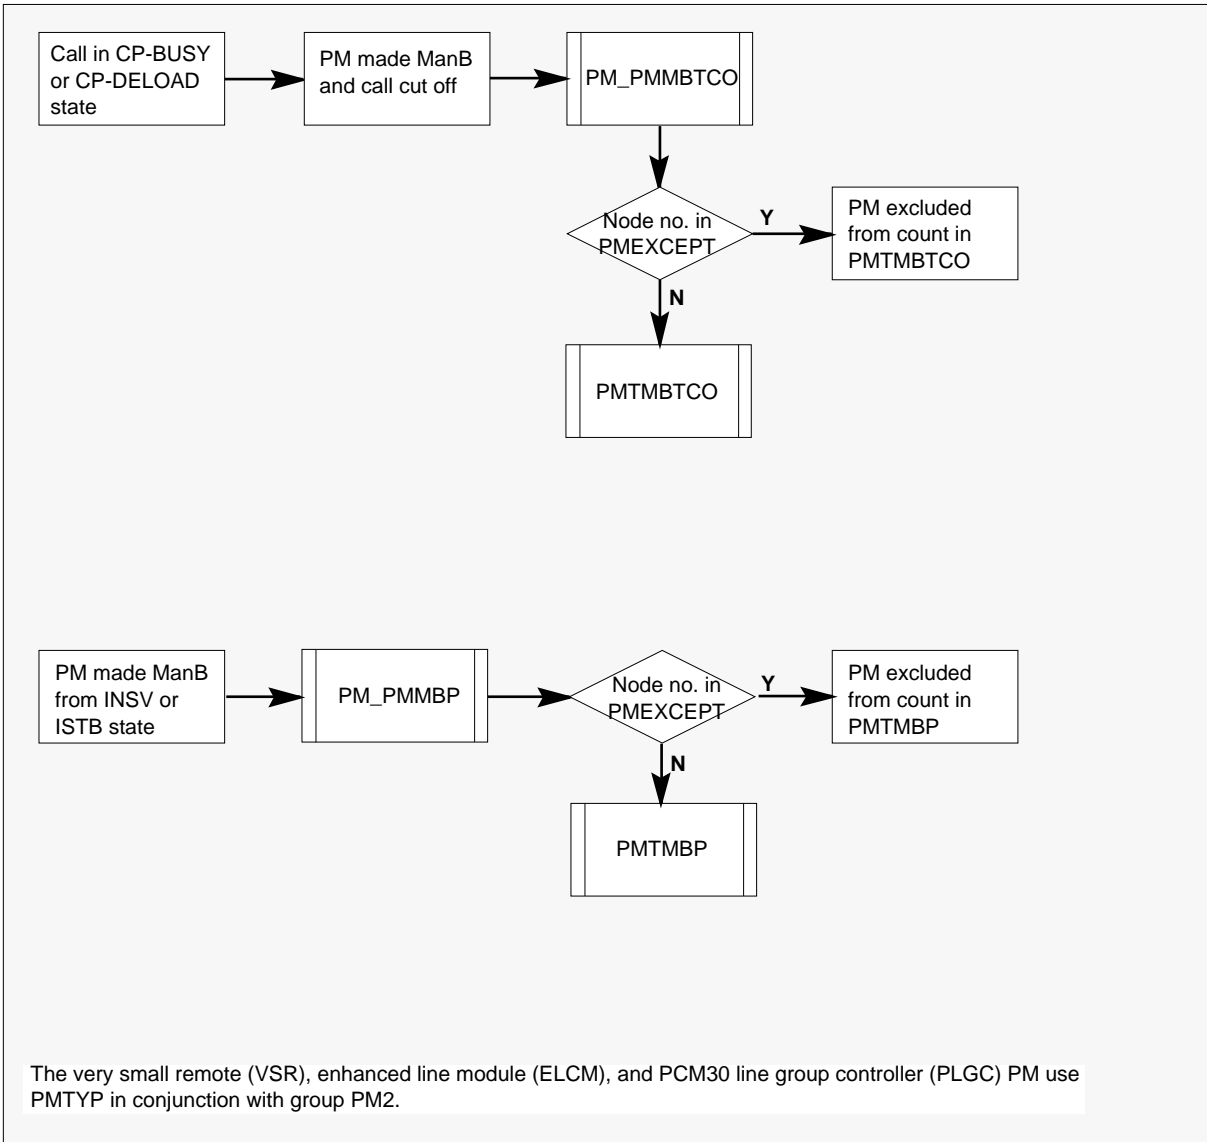 Call in CP-BUSY
or CP-DELOAD
state
PM made ManB
and call cut off
PM_PMMBTCO
Node no. in
PMEXCEPT
Y
PM excluded
from count in
PMTMBTCO
N
PMTMBTCO
PM made ManB
from INSV or
ISTB state
PM_PMMBP
Node no. in
PMEXCEPT
Y
PM excluded
from count in
PMTMBP
N
PMTMBP
The very small remote (VSR), enhanced line module (ELCM), and PCM30 line group controller (PLGC) PM use
PMTYP in conjunction with group PM2.